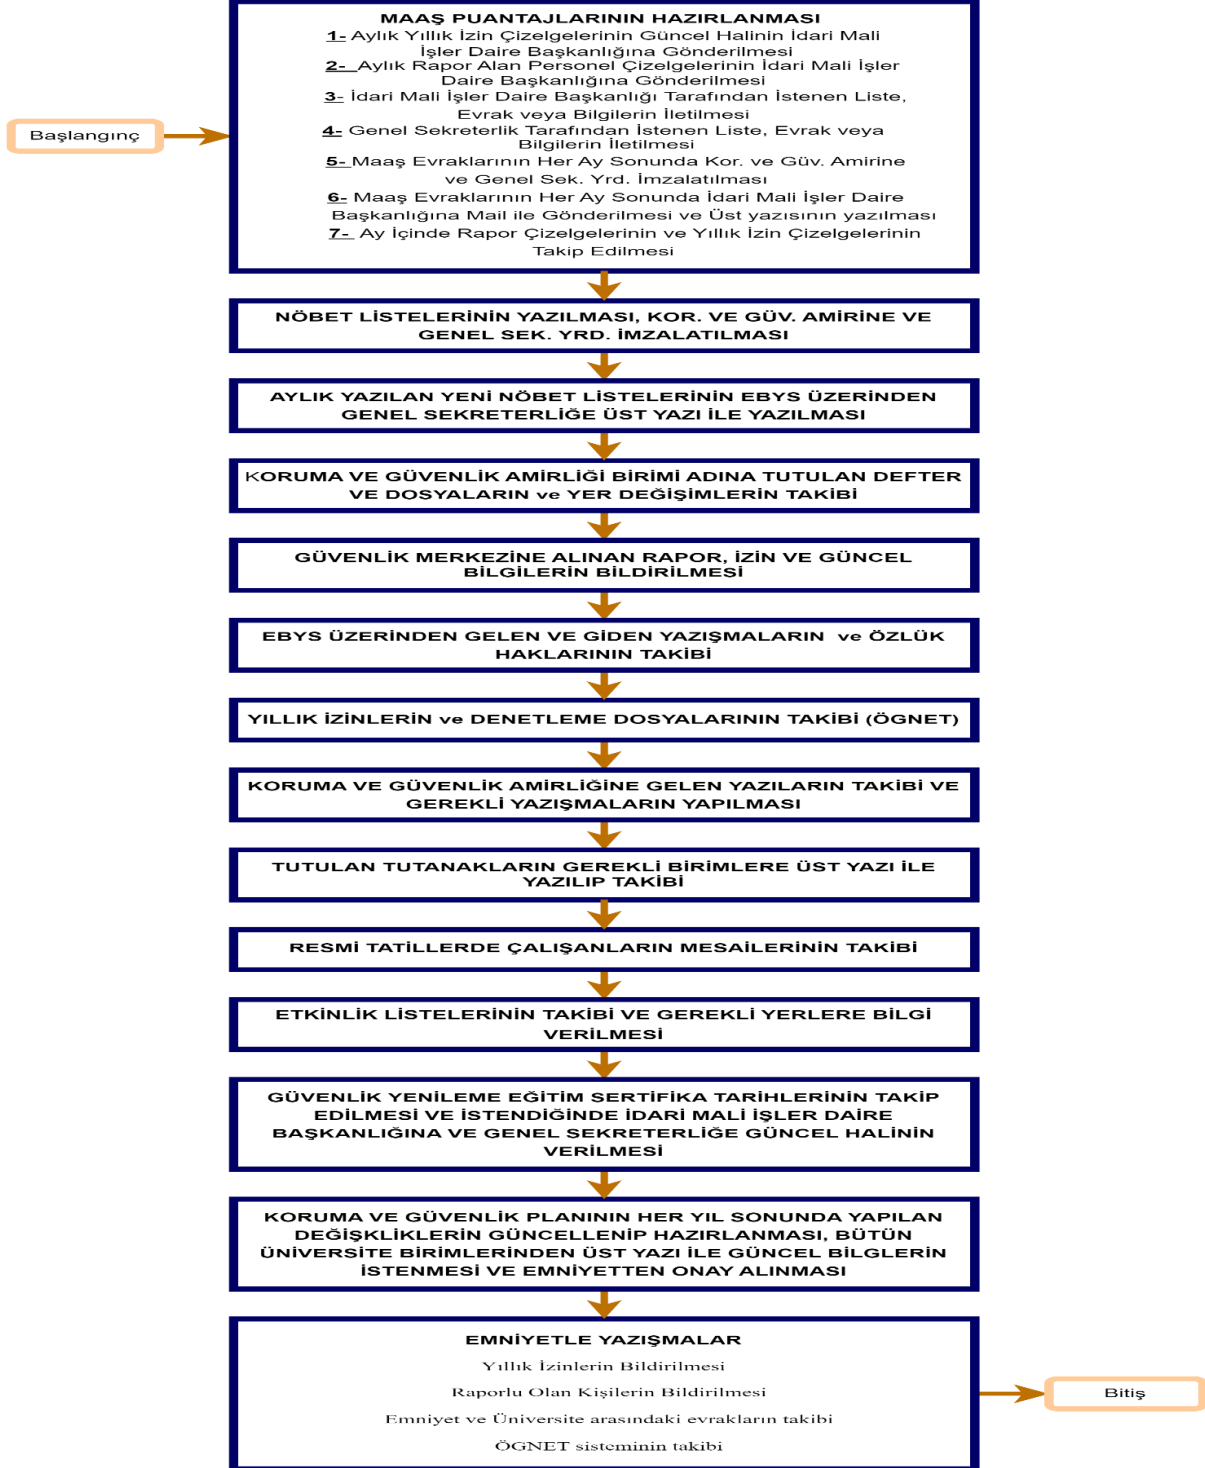 MAAŞ PUANTAJLARININ HAZIRLANMASI
1- Aylık Yıllık İzin Çizelgelerinin Güncel Halinin İdari Mali
İşler Daire Başkanlığına Gönderilmesi
2- Aylık Rapor Alan Personel Çizelgelerinin İdari Mali İşler
Daire Başkanlığına Gönderilmesi
3- İdari Mali İşler Daire Başkanlığı Tarafından İstenen Liste,
Evrak veya Bilgilerin İletilmesi
4- Genel Sekreterlik Tarafından İstenen Liste, Evrak veya
Bilgilerin İletilmesi
5- Maaş Evraklarının Her Ay Sonunda Kor. ve Güv. Amirine
ve Genel Sek. Yrd. İmzalatılması
6- Maaş Evraklarının Her Ay Sonunda İdari Mali İşler Daire
Başkanlığına Mail ile Gönderilmesi ve Üst yazısının yazılması
7- Ay İçinde Rapor Çizelgelerinin ve Yıllık İzin Çizelgelerinin
Takip Edilmesi
Başlangınç
NÖBET LİSTELERİNİN YAZILMASI, KOR. VE GÜV. AMİRİNE VE
GENEL SEK. YRD. İMZALATILMASI
AYLIK YAZILAN YENİ NÖBET LİSTELERİNİN EBYS ÜZERİNDEN
GENEL SEKRETERLİĞE ÜST YAZI İLE YAZILMASI
KORUMA VE GÜVENLİK AMİRLİĞİ BİRİMİ ADINA TUTULAN DEFTER
VE DOSYALARIN ve YER DEĞİŞİMLERİN TAKİBİ
GÜVENLİK MERKEZİNE ALINAN RAPOR, İZİN VE GÜNCEL
BİLGİLERİN BİLDİRİLMESİ
EBYS ÜZERİNDEN GELEN VE GİDEN YAZIŞMALARIN ve ÖZLÜK
HAKLARININ TAKİBİ
YILLIK İZİNLERİN ve DENETLEME DOSYALARININ TAKİBİ (ÖGNET)
KORUMA VE GÜVENLİK AMİRLİĞİNE GELEN YAZILARIN TAKİBİ VE
GEREKLİ YAZIŞMALARIN YAPILMASI
TUTULAN TUTANAKLARIN GEREKLİ BİRİMLERE ÜST YAZI İLE
YAZILIP TAKİBİ
RESMİ TATİLLERDE ÇALIŞANLARIN MESAİLERİNİN TAKİBİ
ETKİNLİK LİSTELERİNİN TAKİBİ VE GEREKLİ YERLERE BİLGİ
VERİLMESİ
GÜVENLİK YENİLEME EĞİTİM SERTİFİKA TARİHLERİNİN TAKİP
EDİLMESİ VE İSTENDİĞİNDE İDARİ MALİ İŞLER DAİRE
BAŞKANLIĞINA VE GENEL SEKRETERLİĞE GÜNCEL HALİNİN
VERİLMESİ
KORUMA VE GÜVENLİK PLANININ HER YIL SONUNDA YAPILAN
DEĞİŞKLİKLERİN GÜNCELLENİP HAZIRLANMASI, BÜTÜN
ÜNİVERSİTE BİRİMLERİNDEN ÜST YAZI İLE GÜNCEL BİLGLERİN
İSTENMESİ VE EMNİYETTEN ONAY ALINMASI
EMNİYETLE YAZIŞMALAR
Yıllık İzinlerin Bildirilmesi
Raporlu Olan Kişilerin Bildirilmesi
Emniyet ve Üniversite arasındaki evrakların takibi
ÖGNET sisteminin takibi
Bitiş